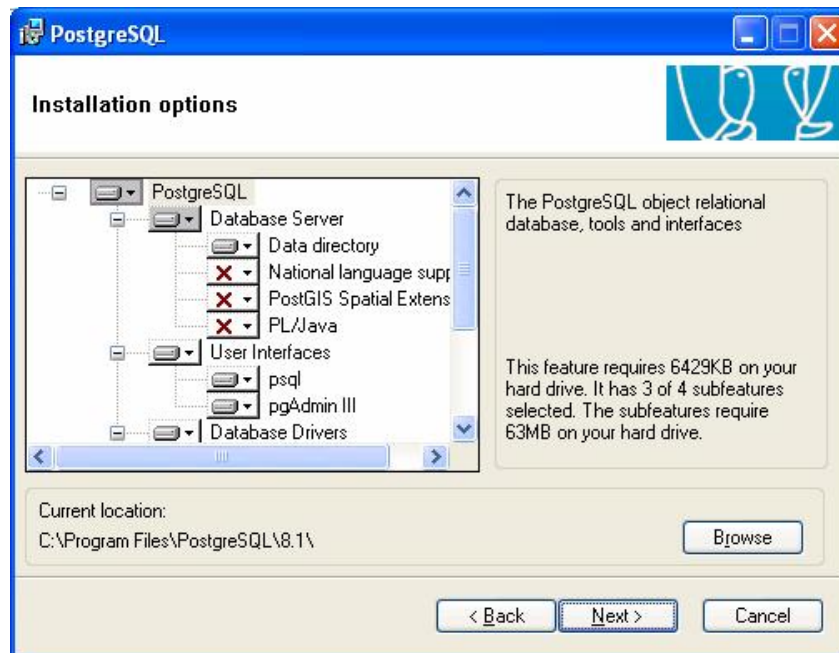 PostgreSQL
Installation options
PostgreSQL
Database Server
Data directory
National language supp
PostGIS Spatial Extens
PL/Java
User Interfaces
psql
pgAdmin III
Database Drivers
The PostgreSQL object relational
database, tools and interfaces
This feature requires 6429KB on your
hard drive. It has 3 of 4 subfeatures
selected. The subfeatures require
63MB on your hard drive.
Current location:
C:\Program Files\PostgreSQL\8.1\
Browse
< Back
Next >
Cancel